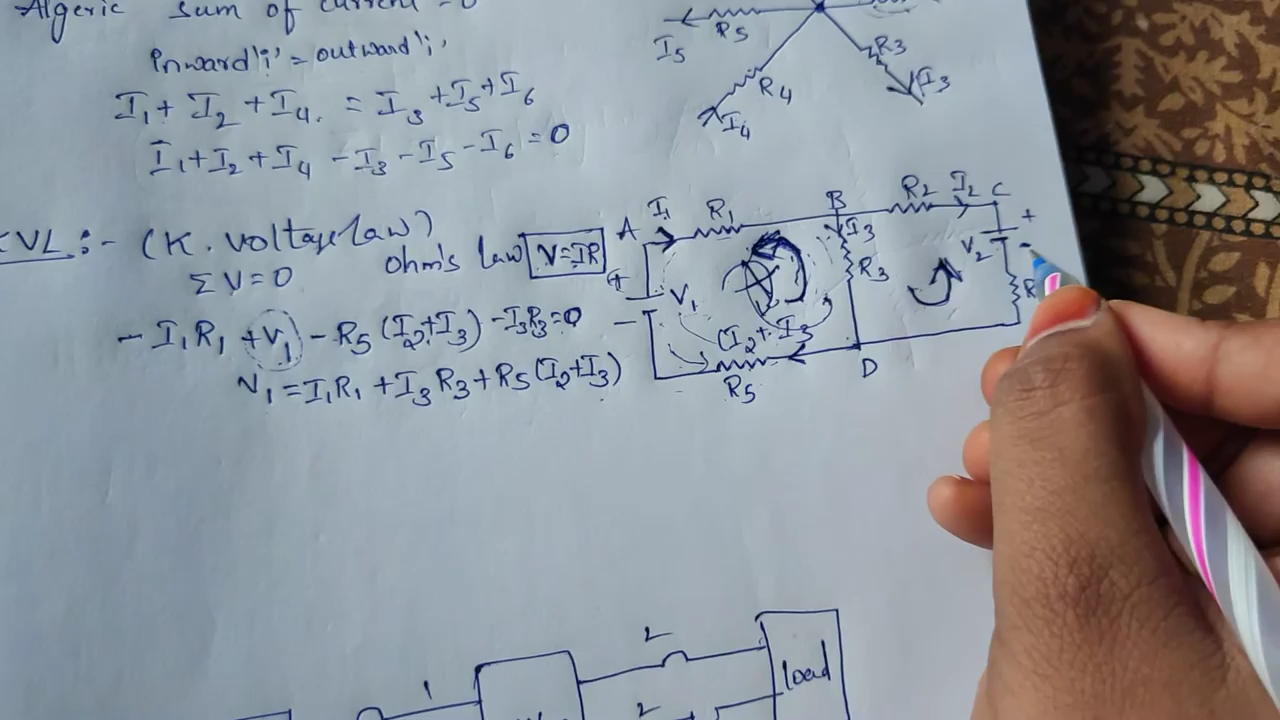 Algeric sum of current = 0
Inward 'i' = outward 'i'
I1 + I2 + I4. = I3 + I5 + I6
I1 + I2 + I4 - I3 - I5 - I6 = 0
I5
R5
R4
I4
R3
I3
KVL :- (K. voltage law)
ΣV = 0
ohm's law V = IR
- I1R1 + V1 - R5 (I2 + I3) - I3R3 = 0
V1 = I1R1 + I3R3 + R5 (I2 + I3)
A I1 R1 B R2 I2 C
+ V1 -
I3
R3
V2 + -
R
(I2 + I3
R5
D
1
2
2
load